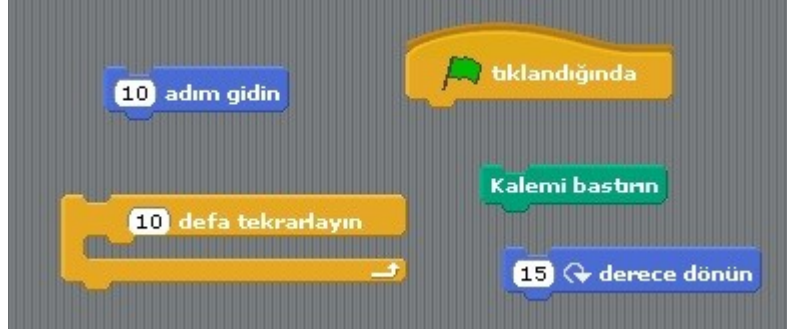 tıklandığında
10 adım gidin
Kalemi bastırın
10 defa tekrarlayın
15 derece dönün